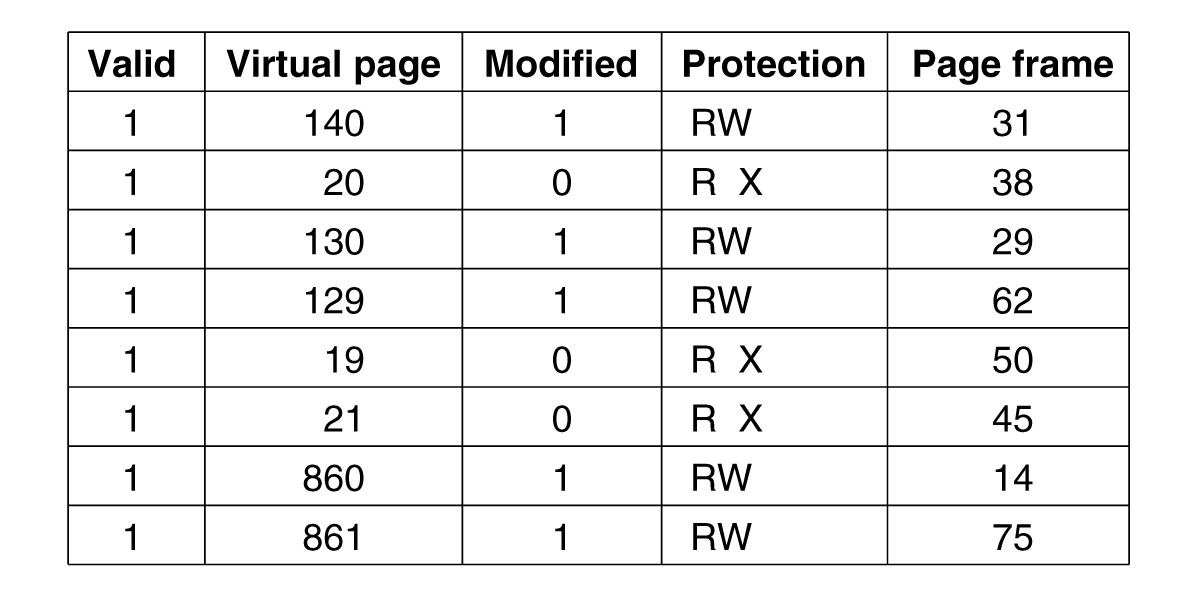 Valid Virtual page Modified Protection Page frame
1 140 1 RW 31
1 20 0 R X 38
1 130 1 RW 29
1 129 1 RW 62
1 19 0 R X 50
1 21 0 R X 45
1 860 1 RW 14
1 861 1 RW 75